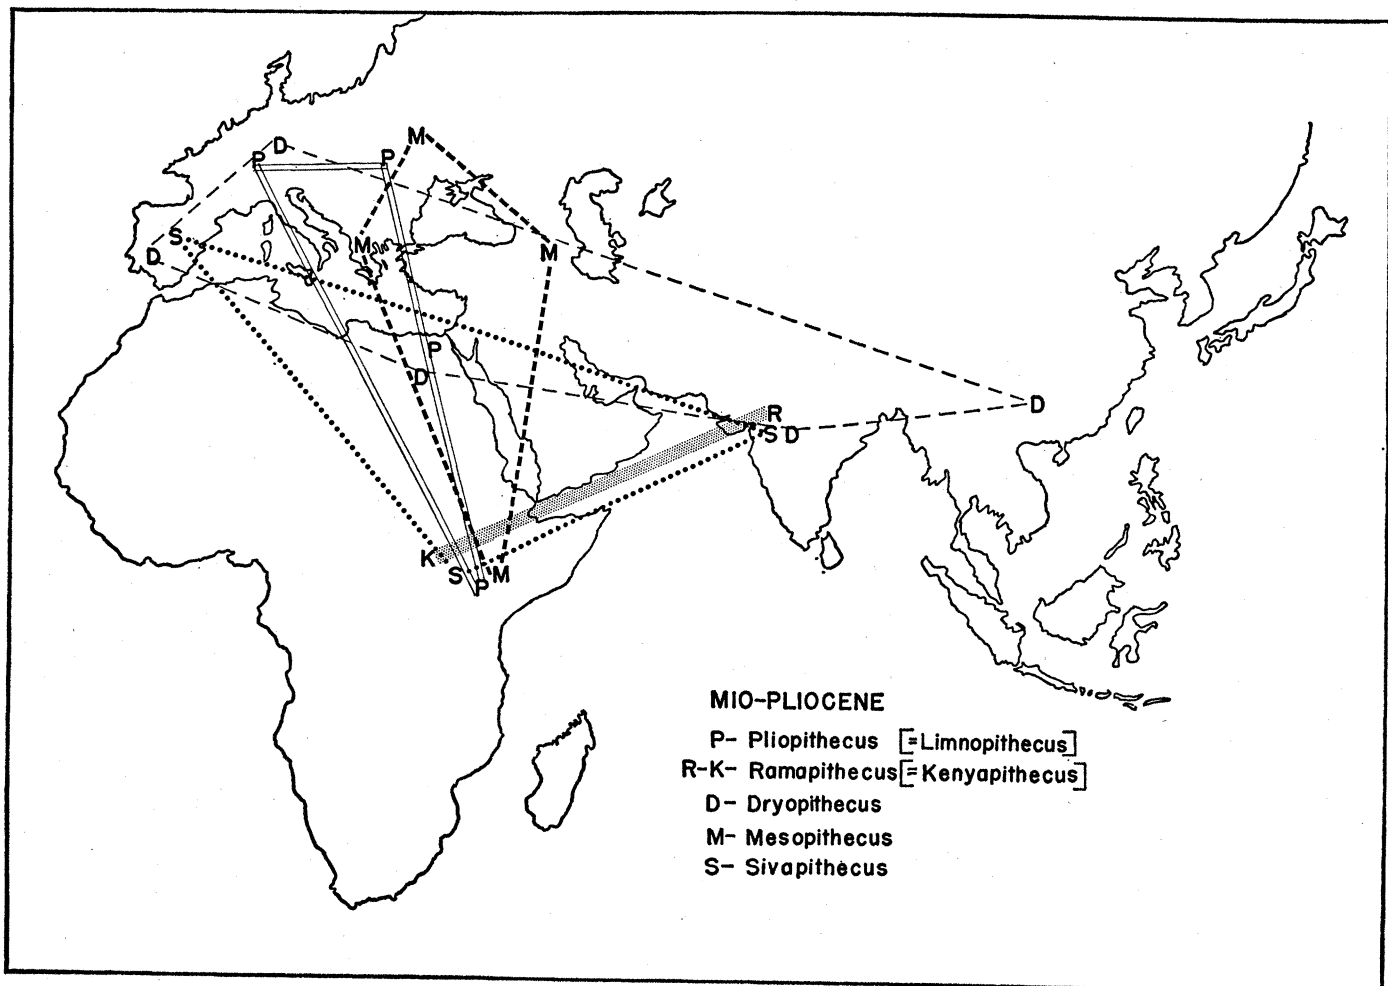 D
M
P
P
S
M
D
M
P
D
D
R
S D
K
S
M
P
MIO-PLIOCENE
P- Pliopithecus [=Limnopithecus]
R-K- Ramapithecus[=Kenyapithecus]
D- Dryopithecus
M- Mesopithecus
S- Sivapithecus